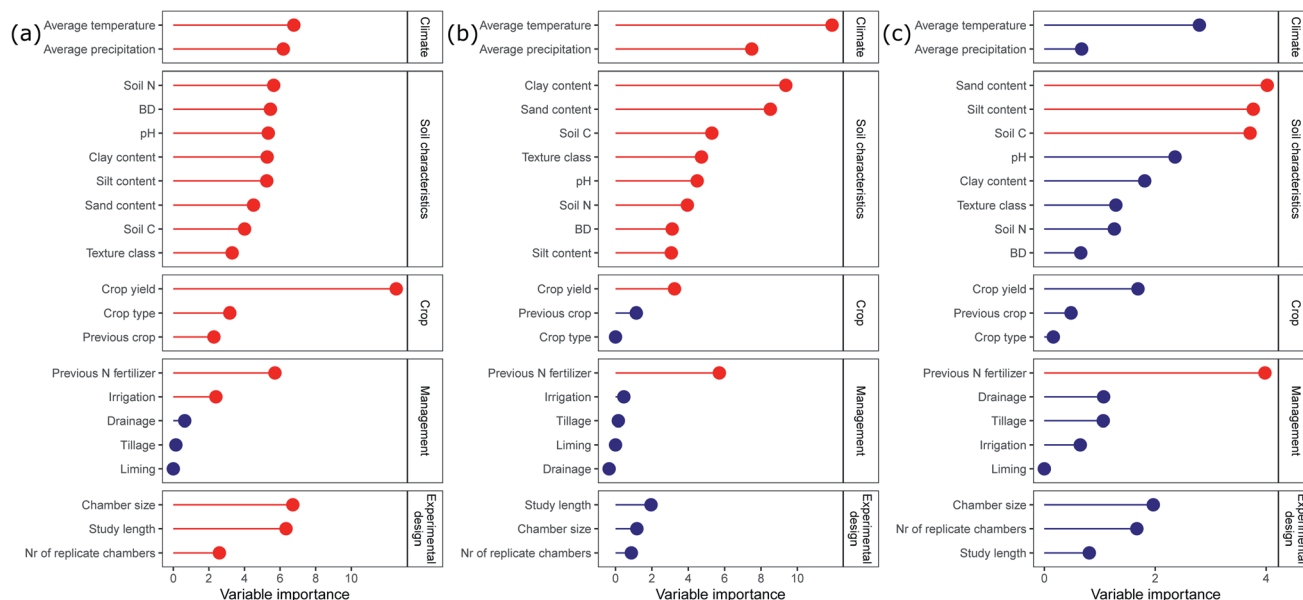 (a)
Average temperature
Average precipitation
Climate
Soil N
BD
pH
Clay content
Silt content
Sand content
Soil C
Texture class
Soil characteristics
Crop yield
Crop type
Previous crop
Crop
Previous N fertilizer
Irrigation
Drainage
Tillage
Liming
Management
Chamber size
Study length
Nr of replicate chambers
Experimental
design
0 2 4 6 8 10
Variable importance
(b)
Average temperature
Average precipitation
Climate
Clay content
Sand content
Soil C
Texture class
pH
Soil N
BD
Silt content
Soil characteristics
Crop yield
Previous crop
Crop type
Crop
Previous N fertilizer
Irrigation
Tillage
Liming
Drainage
Management
Study length
Chamber size
Nr of replicate chambers
Experimental
design
0 2 4 6 8 10
Variable importance
(c)
Average temperature
Average precipitation
Climate
Sand content
Silt content
Soil C
pH
Clay content
Texture class
Soil N
BD
Soil characteristics
Crop yield
Previous crop
Crop type
Crop
Previous N fertilizer
Drainage
Tillage
Irrigation
Liming
Management
Chamber size
Nr of replicate chambers
Study length
Experimental
design
0 2 4
Variable importance